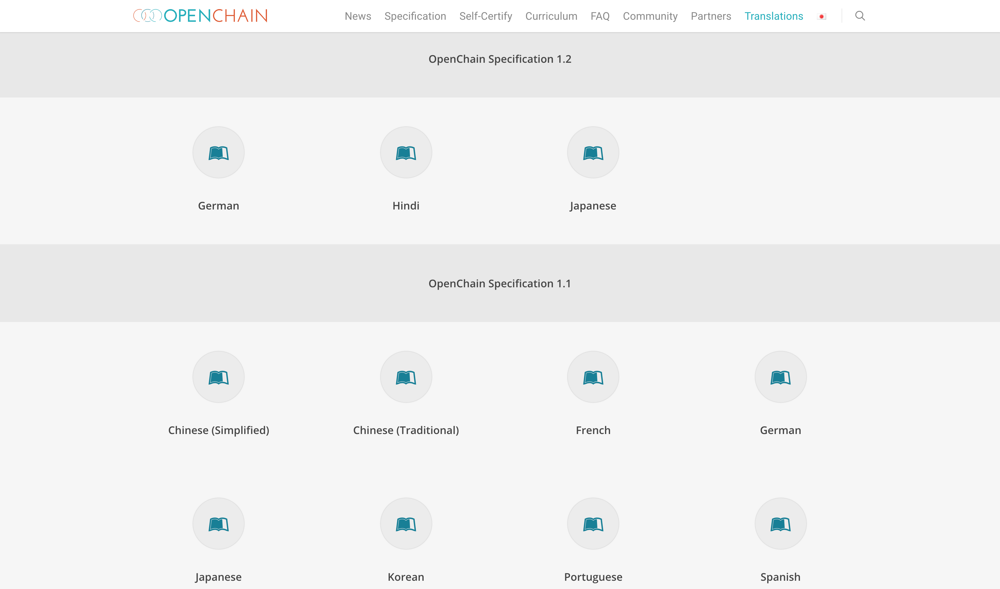 OPENCHAIN News Specification Self-Certify Curriculum FAQ Community Partners Translations
OpenChain Specification 1.2
German Hindi Japanese
OpenChain Specification 1.1
Chinese (Simplified) Chinese (Traditional) French German
Japanese Korean Portuguese Spanish